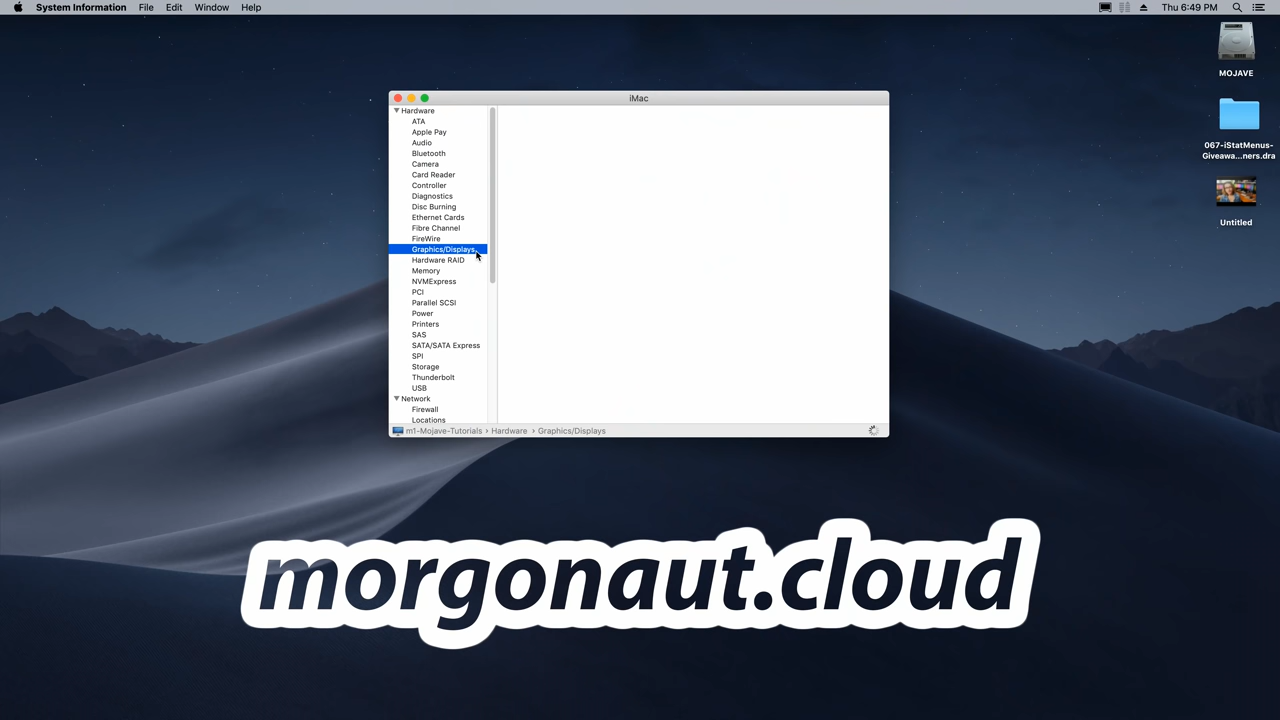 System Information File Edit Window Help
Thu 6:49 PM
MOJAVE
067-iStatMenus-
Giveawa...ners.dra
Untitled
iMac
Hardware
ATA
Apple Pay
Audio
Bluetooth
Camera
Card Reader
Controller
Diagnostics
Disc Burning
Ethernet Cards
Fibre Channel
FireWire
Graphics/Displays
Hardware RAID
Memory
NVMExpress
PCI
Parallel SCSI
Power
Printers
SAS
SATA/SATA Express
SPI
Storage
Thunderbolt
USB
Network
Firewall
Locations
m1-Mojave-Tutorials › Hardware › Graphics/Displays
morgonaut.cloud